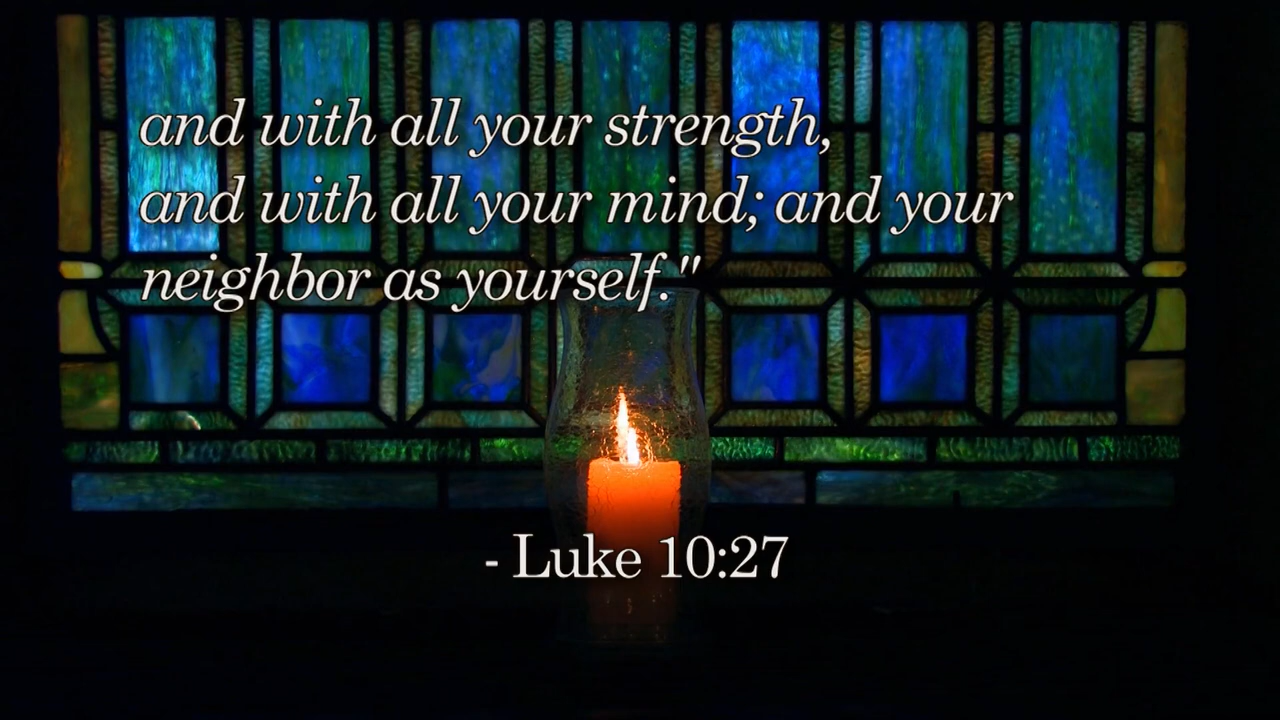 and with all your strength,
and with all your mind; and your
neighbor as yourself."
- Luke 10:27